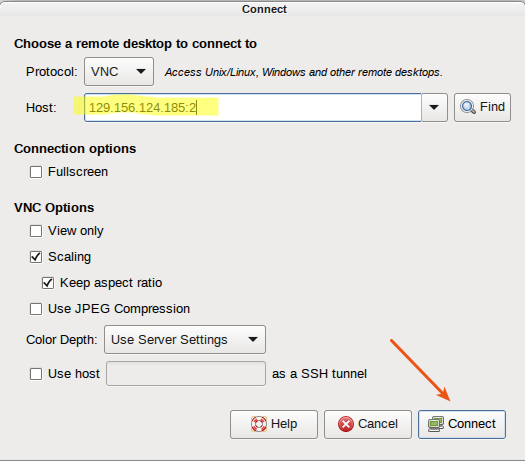 Connect
Choose a remote desktop to connect to
Protocol: VNC Access Unix/Linux, Windows and other remote desktops.
Host: 129.156.124.185:2 Find
Connection options
Fullscreen
VNC Options
View only
Scaling
Keep aspect ratio
Use JPEG Compression
Color Depth: Use Server Settings
Use host as a SSH tunnel
Help Cancel Connect